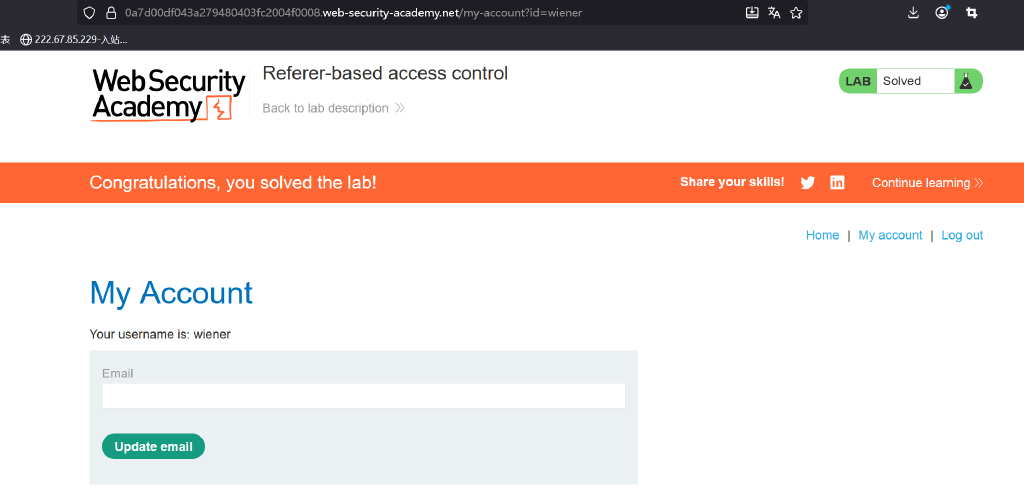 0a7d00df043a279480403fc2004f0008.web-security-academy.net/my-account?id=wiener
表 222.67.85.229-入站...
Web Security
Academy
Referer-based access control
Back to lab description
LAB Solved
Congratulations, you solved the lab!
Share your skills!
Continue learning
Home | My account | Log out
My Account
Your username is: wiener
Email
Update email